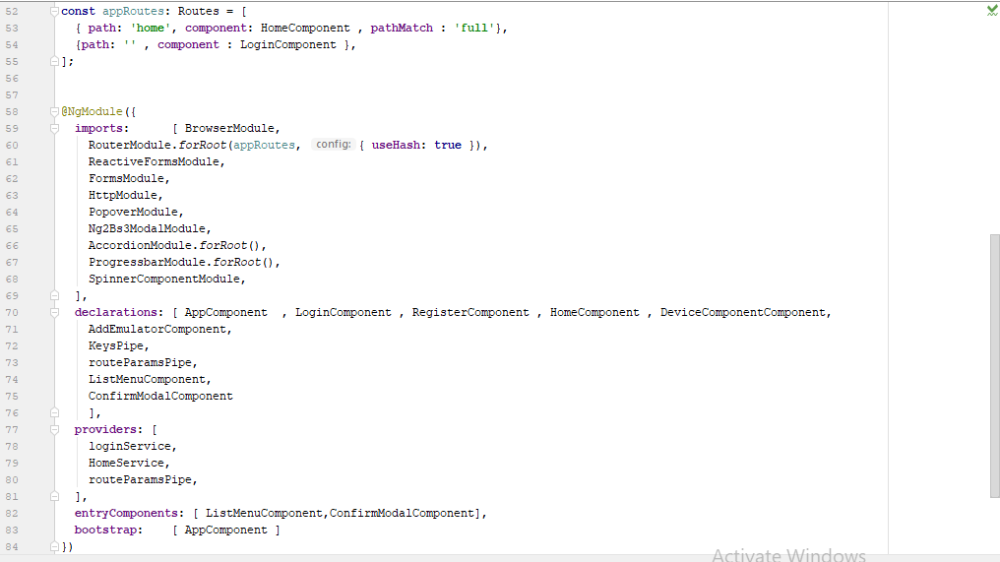 52 const appRoutes: Routes = [
53 { path: 'home', component: HomeComponent , pathMatch : 'full'},
54 {path: '' , component : LoginComponent },
55 ];
56
57
58 @NgModule({
59 imports: [ BrowserModule,
60 RouterModule.forRoot(appRoutes, config: { useHash: true }),
61 ReactiveFormsModule,
62 FormsModule,
63 HttpModule,
64 PopoverModule,
65 Ng2Bs3ModalModule,
66 AccordionModule.forRoot(),
67 ProgressbarModule.forRoot(),
68 SpinnerComponentModule,
69 ],
70 declarations: [ AppComponent , LoginComponent , RegisterComponent , HomeComponent , DeviceComponentComponent,
71 AddEmulatorComponent,
72 KeysPipe,
73 routeParamsPipe,
74 ListMenuComponent,
75 ConfirmModalComponent
76 ],
77 providers: [
78 loginService,
79 HomeService,
80 routeParamsPipe,
81 ],
82 entryComponents: [ ListMenuComponent,ConfirmModalComponent],
83 bootstrap: [ AppComponent ]
84 })
Activate Windows